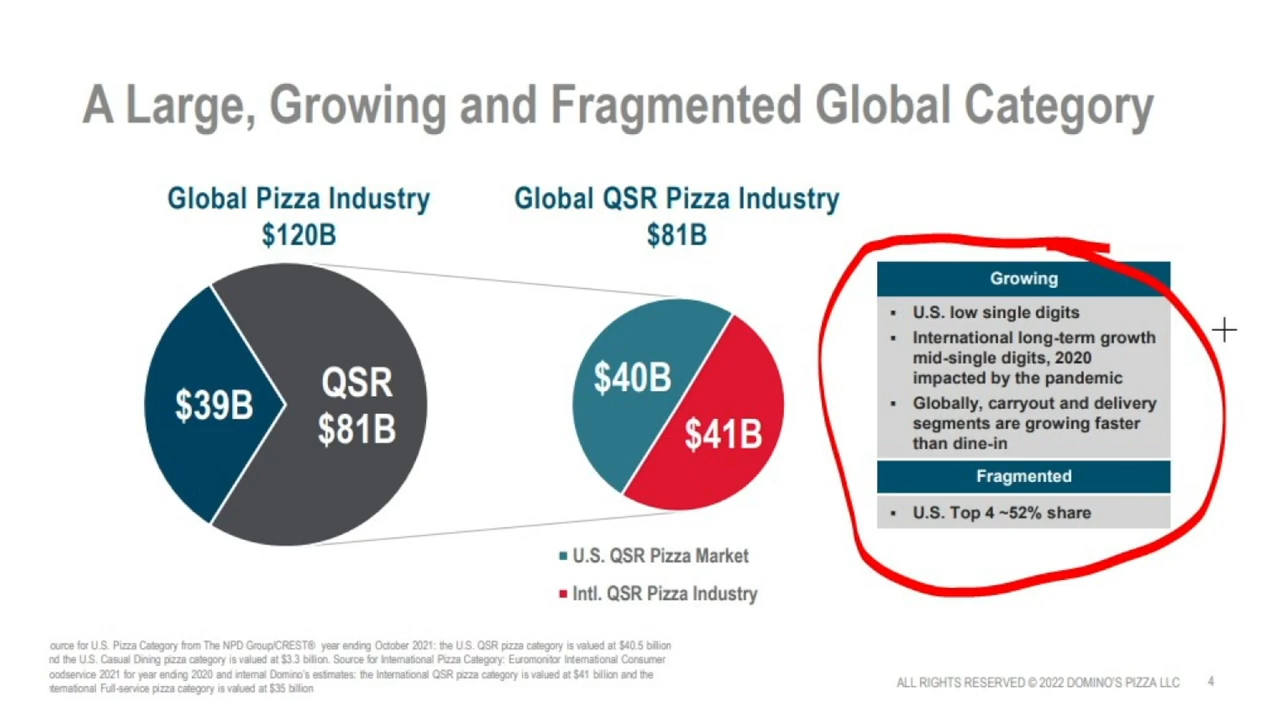 A Large, Growing and Fragmented Global Category
Global Pizza Industry
$120B
Global QSR Pizza Industry
$81B
$39B
QSR
$81B
$40B
$41B
U.S. QSR Pizza Market
Intl. QSR Pizza Industry
Growing
▪ U.S. low single digits
▪ International long-term growth
mid-single digits, 2020
impacted by the pandemic
▪ Globally, carryout and delivery
segments are growing faster
than dine-in
Fragmented
▪ U.S. Top 4 ~52% share
ource for U.S. Pizza Category from The NPD Group/CREST® year ending October 2021: the U.S. QSR pizza category is valued at $40.5 billion
nd the U.S. Casual Dining pizza category is valued at $3.3 billion. Source for International Pizza Category: Euromonitor International Consumer
oodservice 2021 for year ending 2020 and internal Domino's estimates: the International QSR pizza category is valued at $41 billion and the
ternational Full-service pizza category is valued at $35 billion
ALL RIGHTS RESERVED © 2022 DOMINO'S PIZZA LLC 4